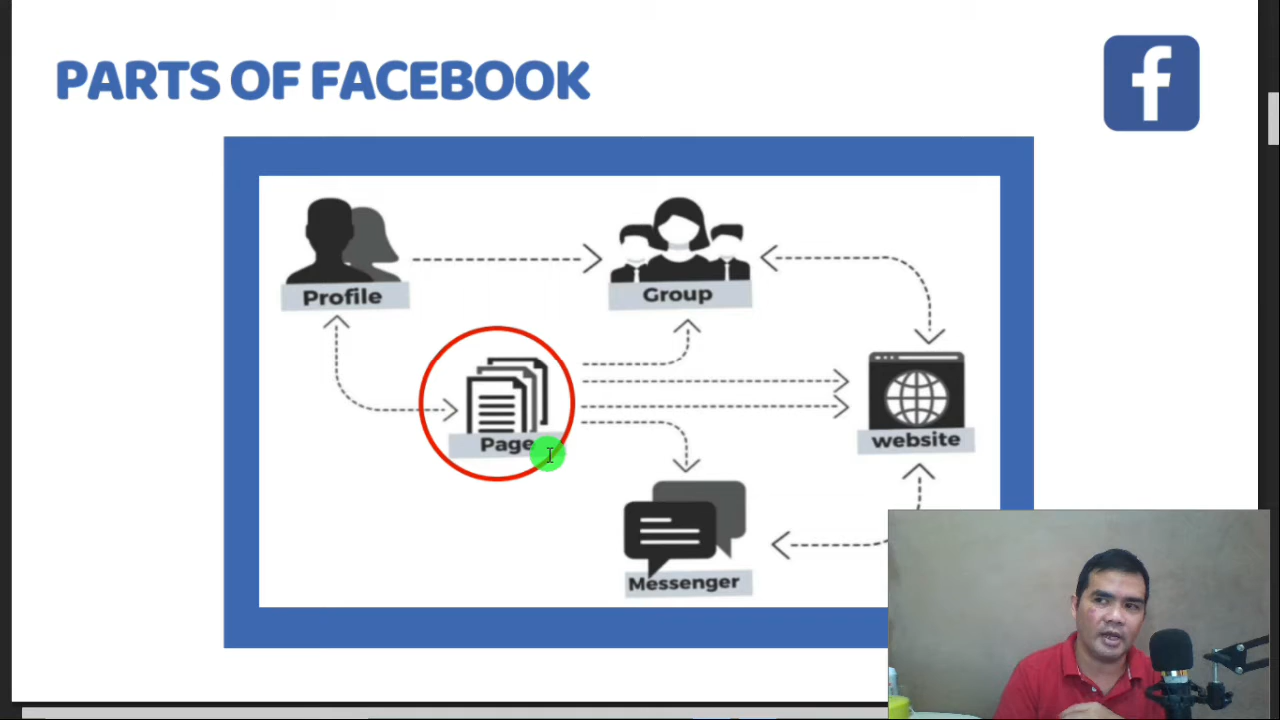 PARTS OF FACEBOOK
f
Profile
Group
Page
website
Messenger